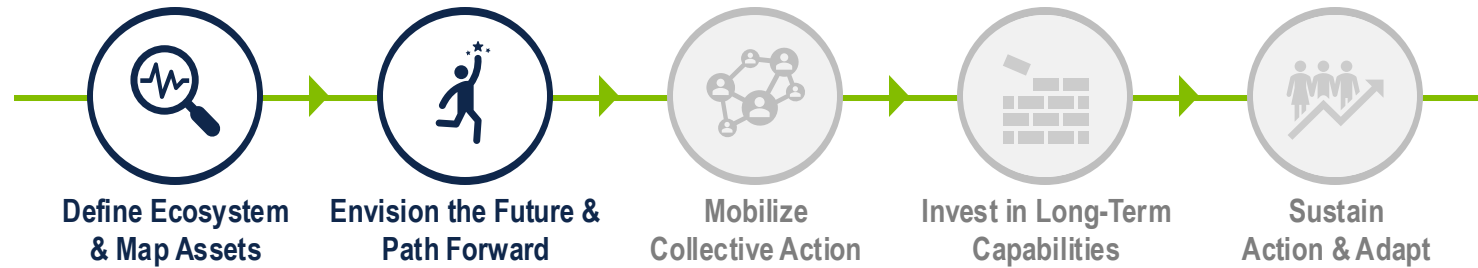 Define Ecosystem
& Map Assets
Envision the Future &
Path Forward
Mobilize
Collective Action
Invest in Long-Term
Capabilities
Sustain
Action & Adapt